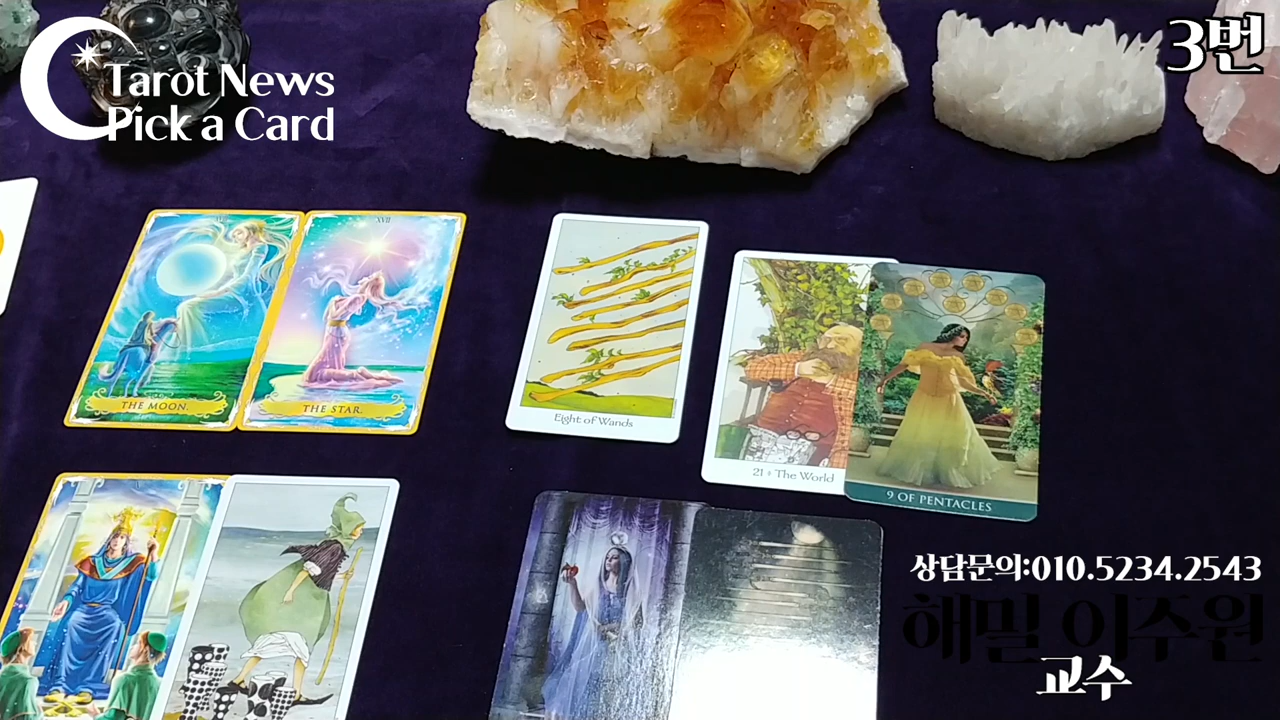 Tarot News
Pick a Card
3번
XVII
THE MOON.
THE STAR.
Eight of Wands
21 The World
9 OF PENTACLES
상담문의:010.5234.2543
해밀 이주원
교수